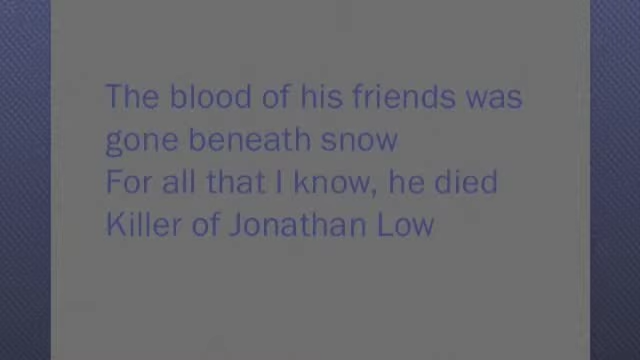 The blood of his friends was
gone beneath snow
For all that I know, he died
Killer of Jonathan Low